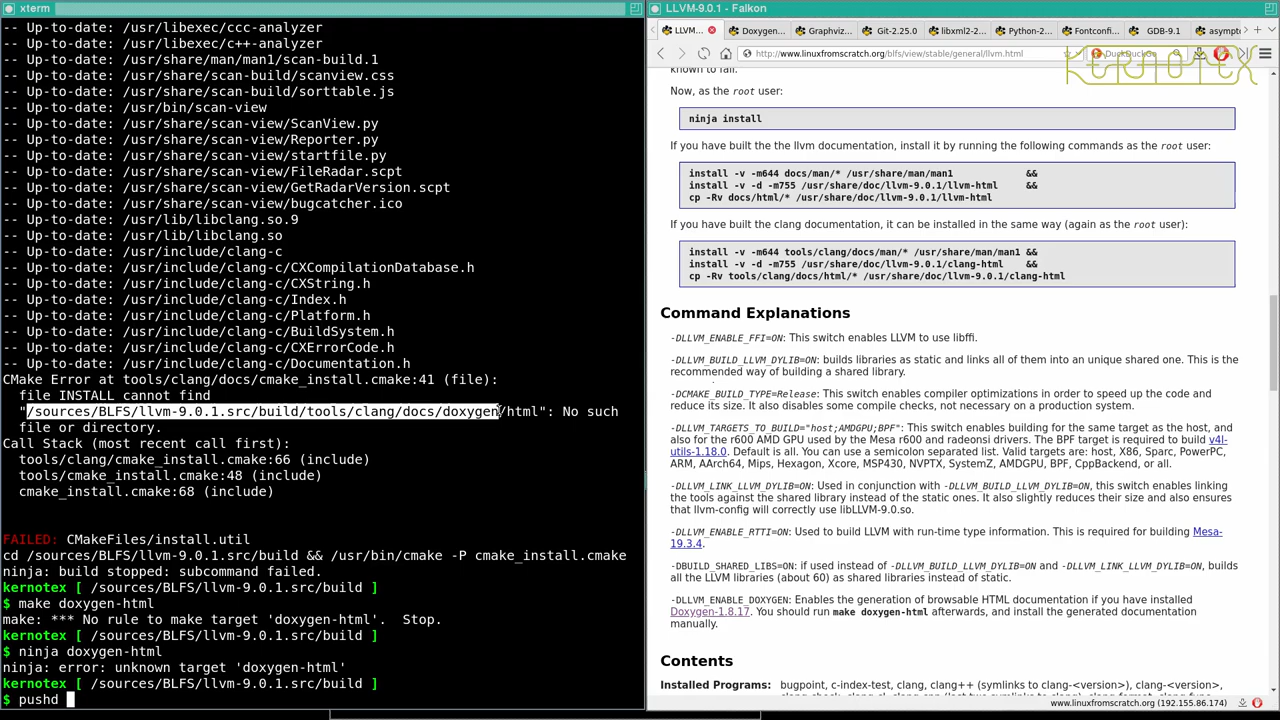 xterm
-- Up-to-date: /usr/libexec/ccc-analyzer
-- Up-to-date: /usr/libexec/c++-analyzer
-- Up-to-date: /usr/share/man/man1/scan-build.1
-- Up-to-date: /usr/share/scan-build/scanview.css
-- Up-to-date: /usr/share/scan-build/sorttable.js
-- Up-to-date: /usr/bin/scan-view
-- Up-to-date: /usr/share/scan-view/ScanView.py
-- Up-to-date: /usr/share/scan-view/Reporter.py
-- Up-to-date: /usr/share/scan-view/startfile.py
-- Up-to-date: /usr/share/scan-view/FileRadar.scpt
-- Up-to-date: /usr/share/scan-view/GetRadarVersion.scpt
-- Up-to-date: /usr/share/scan-view/bugcatcher.ico
-- Up-to-date: /usr/lib/libclang.so.9
-- Up-to-date: /usr/lib/libclang.so
-- Up-to-date: /usr/include/clang-c
-- Up-to-date: /usr/include/clang-c/CXCompilationDatabase.h
-- Up-to-date: /usr/include/clang-c/CXString.h
-- Up-to-date: /usr/include/clang-c/Index.h
-- Up-to-date: /usr/include/clang-c/Platform.h
-- Up-to-date: /usr/include/clang-c/BuildSystem.h
-- Up-to-date: /usr/include/clang-c/CXErrorCode.h
-- Up-to-date: /usr/include/clang-c/Documentation.h
CMake Error at tools/clang/docs/cmake_install.cmake:41 (file):
file INSTALL cannot find
"/sources/BLFS/llvm-9.0.1.src/build/tools/clang/docs/doxygen/html": No such
file or directory.
Call Stack (most recent call first):
tools/clang/cmake_install.cmake:66 (include)
tools/cmake_install.cmake:48 (include)
cmake_install.cmake:68 (include)
FAILED: CMakeFiles/install.util
cd /sources/BLFS/llvm-9.0.1.src/build && /usr/bin/cmake -P cmake_install.cmake
ninja: build stopped: subcommand failed.
kernotex [ /sources/BLFS/llvm-9.0.1.src/build ]
$ make doxygen-html
make: *** No rule to make target 'doxygen-html'.  Stop.
kernotex [ /sources/BLFS/llvm-9.0.1.src/build ]
$ ninja doxygen-html
ninja: error: unknown target 'doxygen-html'
kernotex [ /sources/BLFS/llvm-9.0.1.src/build ]
$ pushd
LLVM-9.0.1 - Falkon
LLVM-... Doxygen... Graphviz... Git-2.25.0 libxml2-2... Python-2... Fontconfi... GDB-9.1 asympto
http://www.linuxfromscratch.org/blfs/view/stable/general/llvm.html DuckDuckGo
KERNOTEX
known to fail.
Now, as the root user:
ninja install
If you have built the the llvm documentation, install it by running the following commands as the root user:
install -v -m644 docs/man/* /usr/share/man/man1 &&
install -v -d -m755 /usr/share/doc/llvm-9.0.1/llvm-html &&
cp -Rv docs/html/* /usr/share/doc/llvm-9.0.1/llvm-html
If you have built the clang documentation, it can be installed in the same way (again as the root user):
install -v -m644 tools/clang/docs/man/* /usr/share/man/man1 &&
install -v -d -m755 /usr/share/doc/llvm-9.0.1/clang-html &&
cp -Rv tools/clang/docs/html/* /usr/share/doc/llvm-9.0.1/clang-html
Command Explanations
-DLLVM_ENABLE_FFI=ON: This switch enables LLVM to use libffi.
-DLLVM_BUILD_LLVM_DYLIB=ON: builds libraries as static and links all of them into an unique shared one. This is the
recommended way of building a shared library.
-DCMAKE_BUILD_TYPE=Release: This switch enables compiler optimizations in order to speed up the code and
reduce its size. It also disables some compile checks, not necessary on a production system.
-DLLVM_TARGETS_TO_BUILD="host;AMDGPU;BPF": This switch enables building for the same target as the host, and
also for the r600 AMD GPU used by the Mesa r600 and radeonsi drivers. The BPF target is required to build v4l-
utils-1.18.0. Default is all. You can use a semicolon separated list. Valid targets are: host, X86, Sparc, PowerPC,
ARM, AArch64, Mips, Hexagon, Xcore, MSP430, NVPTX, SystemZ, AMDGPU, BPF, CppBackend, or all.
-DLLVM_LINK_LLVM_DYLIB=ON: Used in conjunction with -DLLVM_BUILD_LLVM_DYLIB=ON, this switch enables linking
the tools against the shared library instead of the static ones. It also slightly reduces their size and also ensures
that llvm-config will correctly use libLLVM-9.0.so.
-DLLVM_ENABLE_RTTI=ON: Used to build LLVM with run-time type information. This is required for building Mesa-
19.3.4.
-DBUILD_SHARED_LIBS=ON: if used instead of -DLLVM_BUILD_LLVM_DYLIB=ON and -DLLVM_LINK_LLVM_DYLIB=ON, builds
all the LLVM libraries (about 60) as shared libraries instead of static.
-DLLVM_ENABLE_DOXYGEN: Enables the generation of browsable HTML documentation if you have installed
Doxygen-1.8.17. You should run make doxygen-html afterwards, and install the generated documentation
manually.
Contents
Installed Programs: bugpoint, c-index-test, clang, clang++ (symlinks to clang-<version>), clang-<version>,
www.linuxfromscratch.org (192.155.86.174)